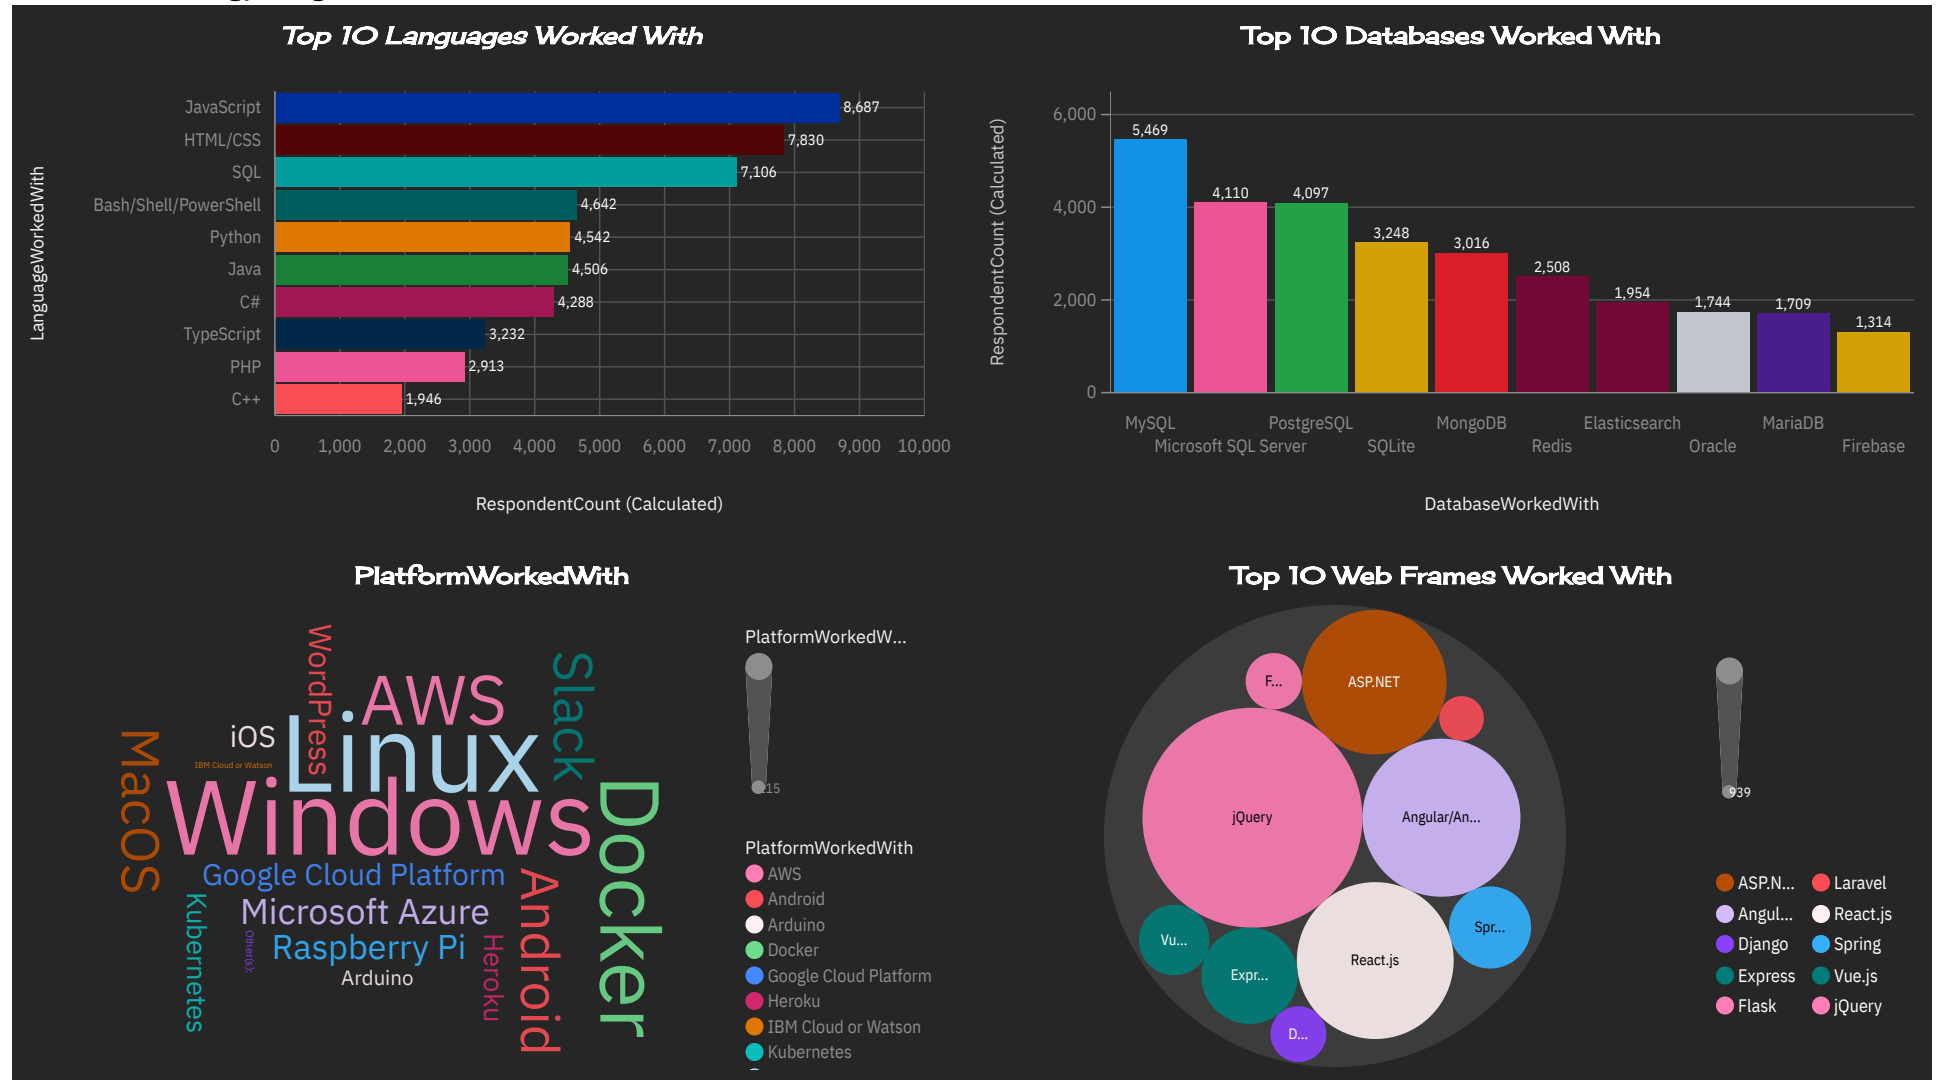 Top 10 Languages Worked With
LanguageWorkedWith
JavaScript 8,687
HTML/CSS 7,830
SQL 7,106
Bash/Shell/PowerShell 4,642
Python 4,542
Java 4,506
C# 4,288
TypeScript 3,232
PHP 2,913
C++ 1,946
0 1,000 2,000 3,000 4,000 5,000 6,000 7,000 8,000 9,000 10,000
RespondentCount (Calculated)
Top 10 Databases Worked With
RespondentCount (Calculated)
6,000
4,000
2,000
0
5,469
4,110
4,097
3,248
3,016
2,508
1,954
1,744
1,709
1,314
MySQL PostgreSQL MongoDB Elasticsearch MariaDB
Microsoft SQL Server SQLite Redis Oracle Firebase
DatabaseWorkedWith
PlatformWorkedWith
WordPress
AWS
Slack
iOS
Linux
MacOS
IBM Cloud or Watson
Windows
Docker
Google Cloud Platform
Kubernetes
Microsoft Azure
Android
Other(s):
Raspberry Pi
Heroku
Arduino
PlatformWorkedW...
PlatformWorkedWith
AWS
Android
Arduino
Docker
Google Cloud Platform
Heroku
IBM Cloud or Watson
Kubernetes
Top 10 Web Frames Worked With
F...
ASP.NET
jQuery
Angular/An...
Vu...
Expr...
React.js
Spr...
D...
939
ASP.N... Laravel
Angul... React.js
Django Spring
Express Vue.js
Flask jQuery